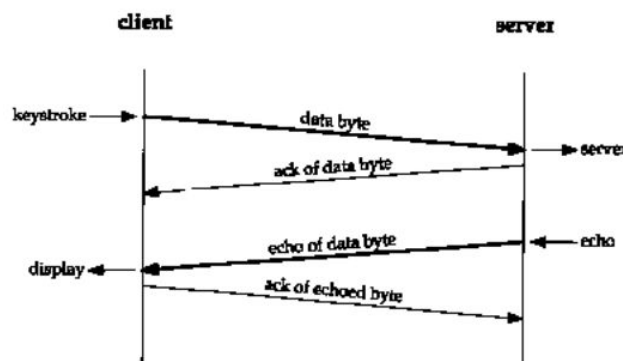 client
server
keystroke
data byte
server
ack of data byte
echo of data byte
echo
display
ack of echoed byte